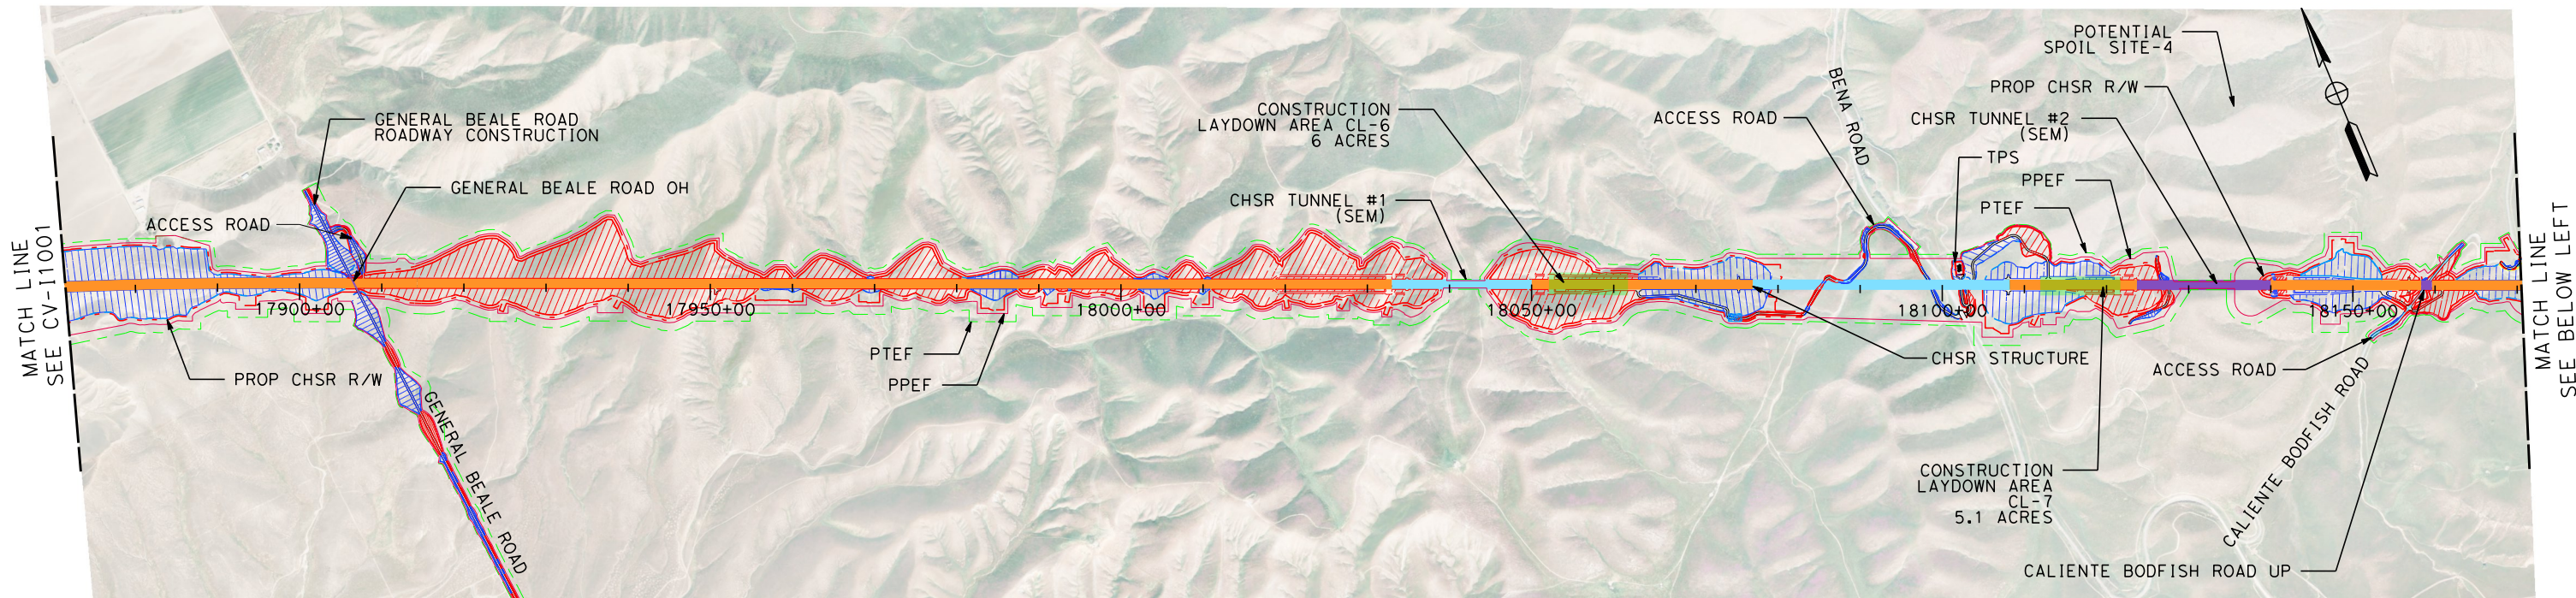 MATCH LINE
SEE CV-I1001
GENERAL BEALE ROAD
ROADWAY CONSTRUCTION
GENERAL BEALE ROAD OH
ACCESS ROAD
17900+00
PROP CHSR R/W
GENERAL BEALE ROAD
17950+00
PTEF
PPEF
18000+00
CONSTRUCTION
LAYDOWN AREA CL-6
6 ACRES
CHSR TUNNEL #1
(SEM)
18050+00
ACCESS ROAD
BENA ROAD
CHSR STRUCTURE
18100+00
POTENTIAL
SPOIL SITE-4
PROP CHSR R/W
CHSR TUNNEL #2
(SEM)
TPS
PPEF
PTEF
18150+00
ACCESS ROAD
CONSTRUCTION
LAYDOWN AREA
CL-7
5.1 ACRES
CALIENTE BODFISH ROAD
CALIENTE BODFISH ROAD UP
MATCH LINE
SEE BELOW LEFT